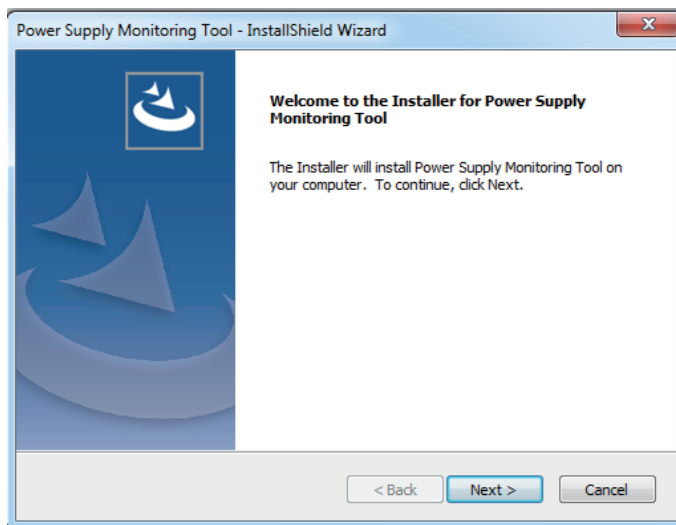 Power Supply Monitoring Tool - InstallShield Wizard
Welcome to the Installer for Power Supply
Monitoring Tool
The Installer will install Power Supply Monitoring Tool on
your computer. To continue, click Next.
< Back Next > Cancel